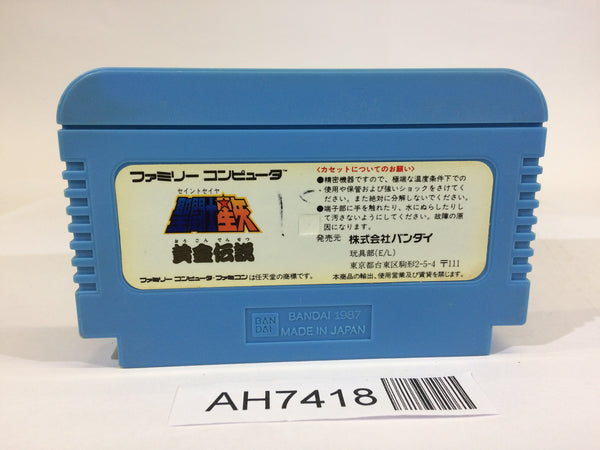 ファミリー コンピュータ™
セイントセイヤ
聖闘士星矢
おうごんでんせつ
黄金伝説
ファミリー コンピュータ・ファミコンは任天堂の商標です。
〈カセットについてのお願い〉
●精密機器ですので、極端な温度条件下での
使用や保管および強いショックをさけてく
ださい。また絶対に分解しないでください。
●端子部に手を触れたり、水にぬらしたりし
て汚さないようにしてください。故障の原
因になります。
発売元 株式会社バンダイ
玩具部(E/L)
東京都台東区駒形2-5-4 〒111
本商品の輸出、使用営業及び賃貸を禁じます。
BAN
DAI
BANDAI 1987
MADE IN JAPAN
AH7418